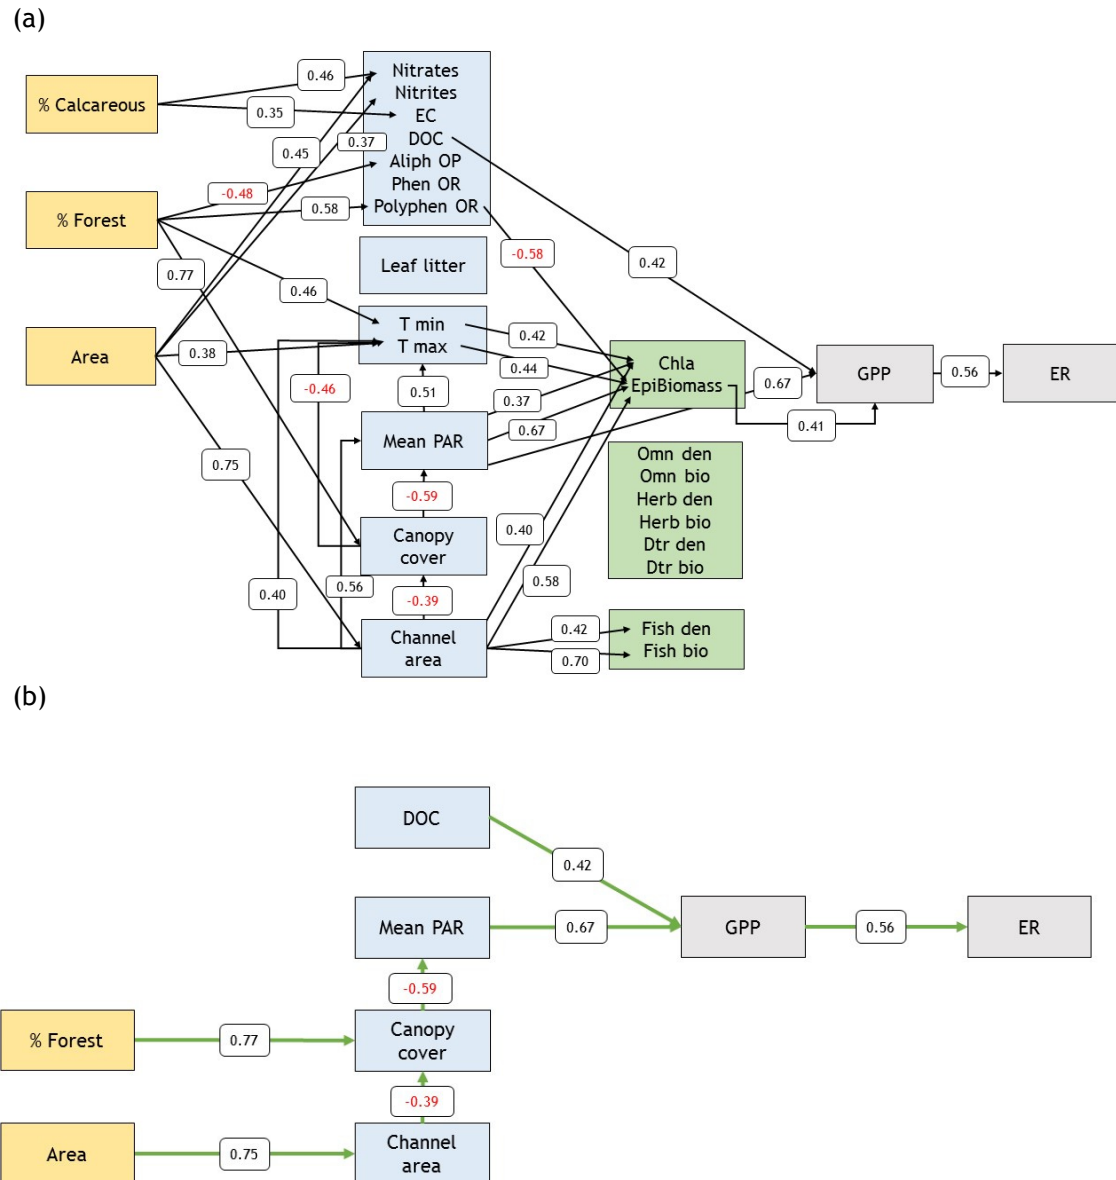 (a)
% Calcareous
% Forest
Area
Nitrates
Nitrites
EC
DOC
Aliph OP
Phen OR
Polyphen OR
Leaf litter
T min
T max
Mean PAR
Canopy
cover
Channel
area
Chla
EpiBiomass
Omn den
Omn bio
Herb den
Herb bio
Dtr den
Dtr bio
Fish den
Fish bio
GPP
ER
0.46
0.35
0.45
0.37
-0.48
0.58
0.77
0.46
0.38
0.75
-0.46
0.51
-0.59
0.56
-0.39
0.40
-0.58
0.42
0.44
0.37
0.67
0.40
0.58
0.42
0.70
0.42
0.67
0.41
0.56
(b)
DOC
0.42
Mean PAR
0.67
GPP
0.56
ER
-0.59
% Forest
0.77
Canopy
cover
-0.39
Area
0.75
Channel
area